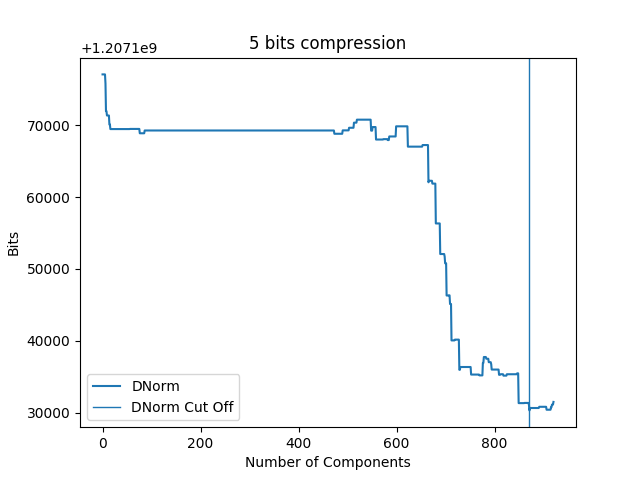 5 bits compression
+1.2071e9
70000
60000
50000
40000
30000
Bits
DNorm
DNorm Cut Off
0 200 400 600 800
Number of Components